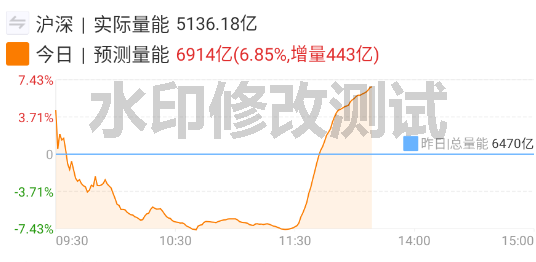 沪深 | 实际量能 5136.18亿
今日 | 预测量能 6914亿(6.85%,增量443亿)
7.43%
水印修改测试
3.71%
昨日|总量能 6470亿
0
-3.71%
-7.43%
09:30 10:30 11:30 14:00 15:00